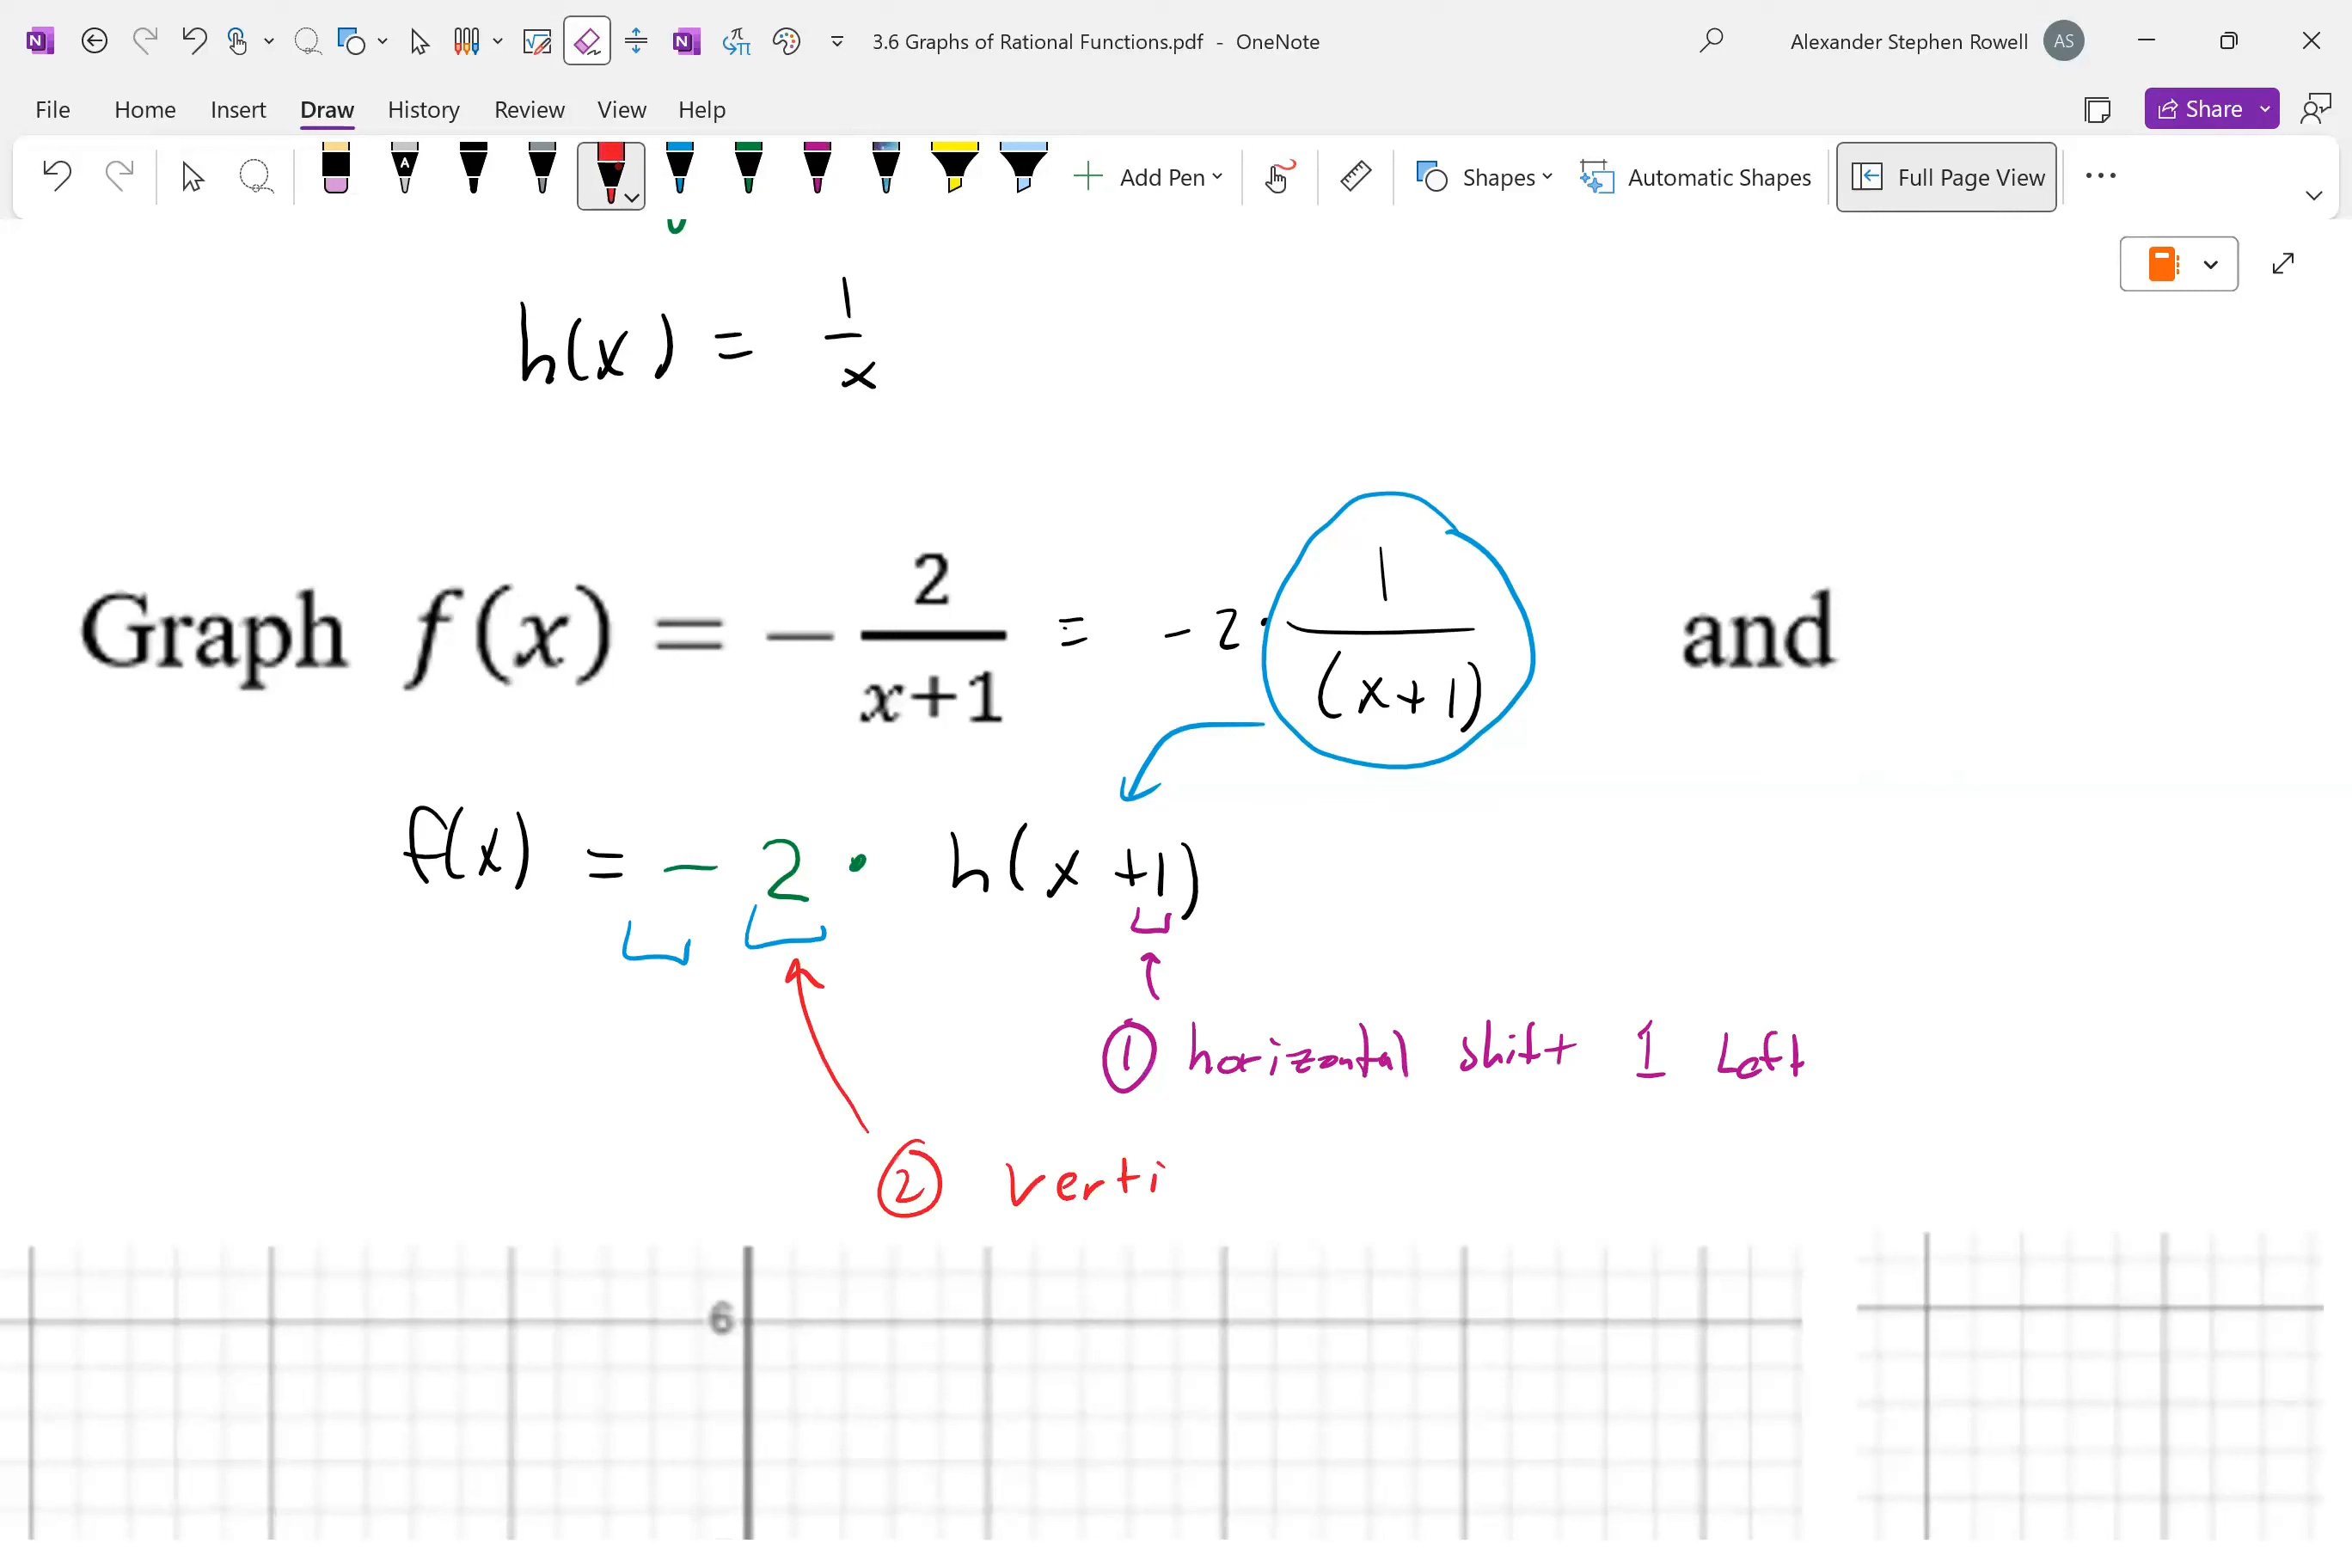 3.6 Graphs of Rational Functions.pdf - OneNote
Alexander Stephen Rowell AS
File Home Insert Draw History Review View Help
Share
A
Add Pen
Shapes
Automatic Shapes
Full Page View
h(x) = 1/x
Graph f(x) = - 2/x+1 = -2 · 1/(x+1) and
f(x) = - 2 · h(x +1)
① horizontal shift 1 Left
② verti
6